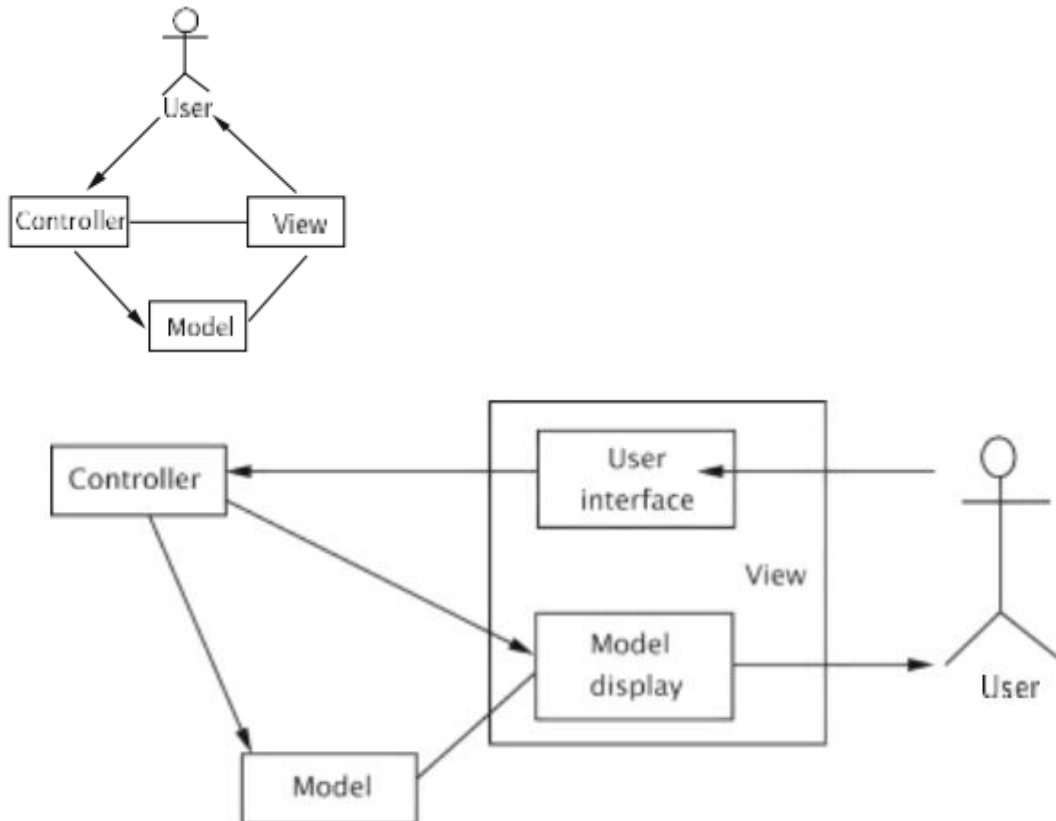 User
Controller
View
Model
Controller
User
interface
View
Model
display
User
Model